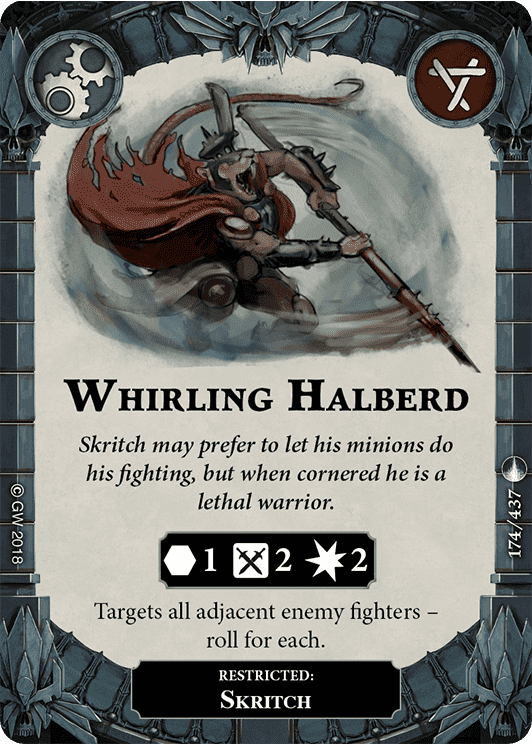 WHIRLING HALBERD
Skritch may prefer to let his minions do
his fighting, but when cornered he is a
lethal warrior.
1 2 2
Targets all adjacent enemy fighters –
roll for each.
RESTRICTED:
SKRITCH
© GW 2018
174/437